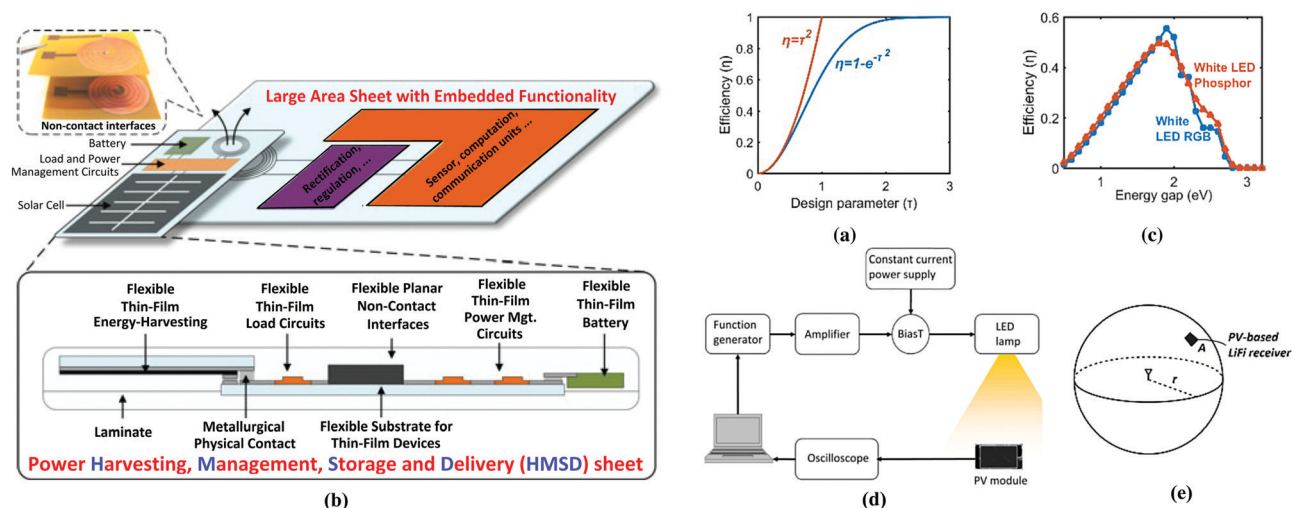 Non-contact interfaces
Battery
Load and Power
Management Circuits
Solar Cell
Large Area Sheet with Embedded Functionality
Rectification,
regulation, ...
Sensor, computation,
communication units ...
Flexible
Thin-Film
Energy-Harvesting
Flexible
Thin-Film
Load Circuits
Flexible Planar
Non-Contact
Interfaces
Flexible
Thin-Film
Power Mgt.
Circuits
Flexible
Thin-Film
Battery
Laminate
Metallurgical
Physical Contact
Flexible Substrate for
Thin-Film Devices
Power Harvesting, Management, Storage and Delivery (HMSD) sheet
(b)
Efficiency (η)
1
0.8
0.6
0.4
0.2
0
η=τ²
η=1-e^-τ²
0 1 2 3
Design parameter (τ)
(a)
Efficiency (η)
0.6
0.4
0.2
0
White LED
Phosphor
White
LED RGB
1 2 3
Energy gap (eV)
(c)
Constant current
power supply
Function
generator
Amplifier
BiasT
LED
lamp
Oscilloscope
PV module
(d)
PV-based
LiFi receiver
A
r
(e)